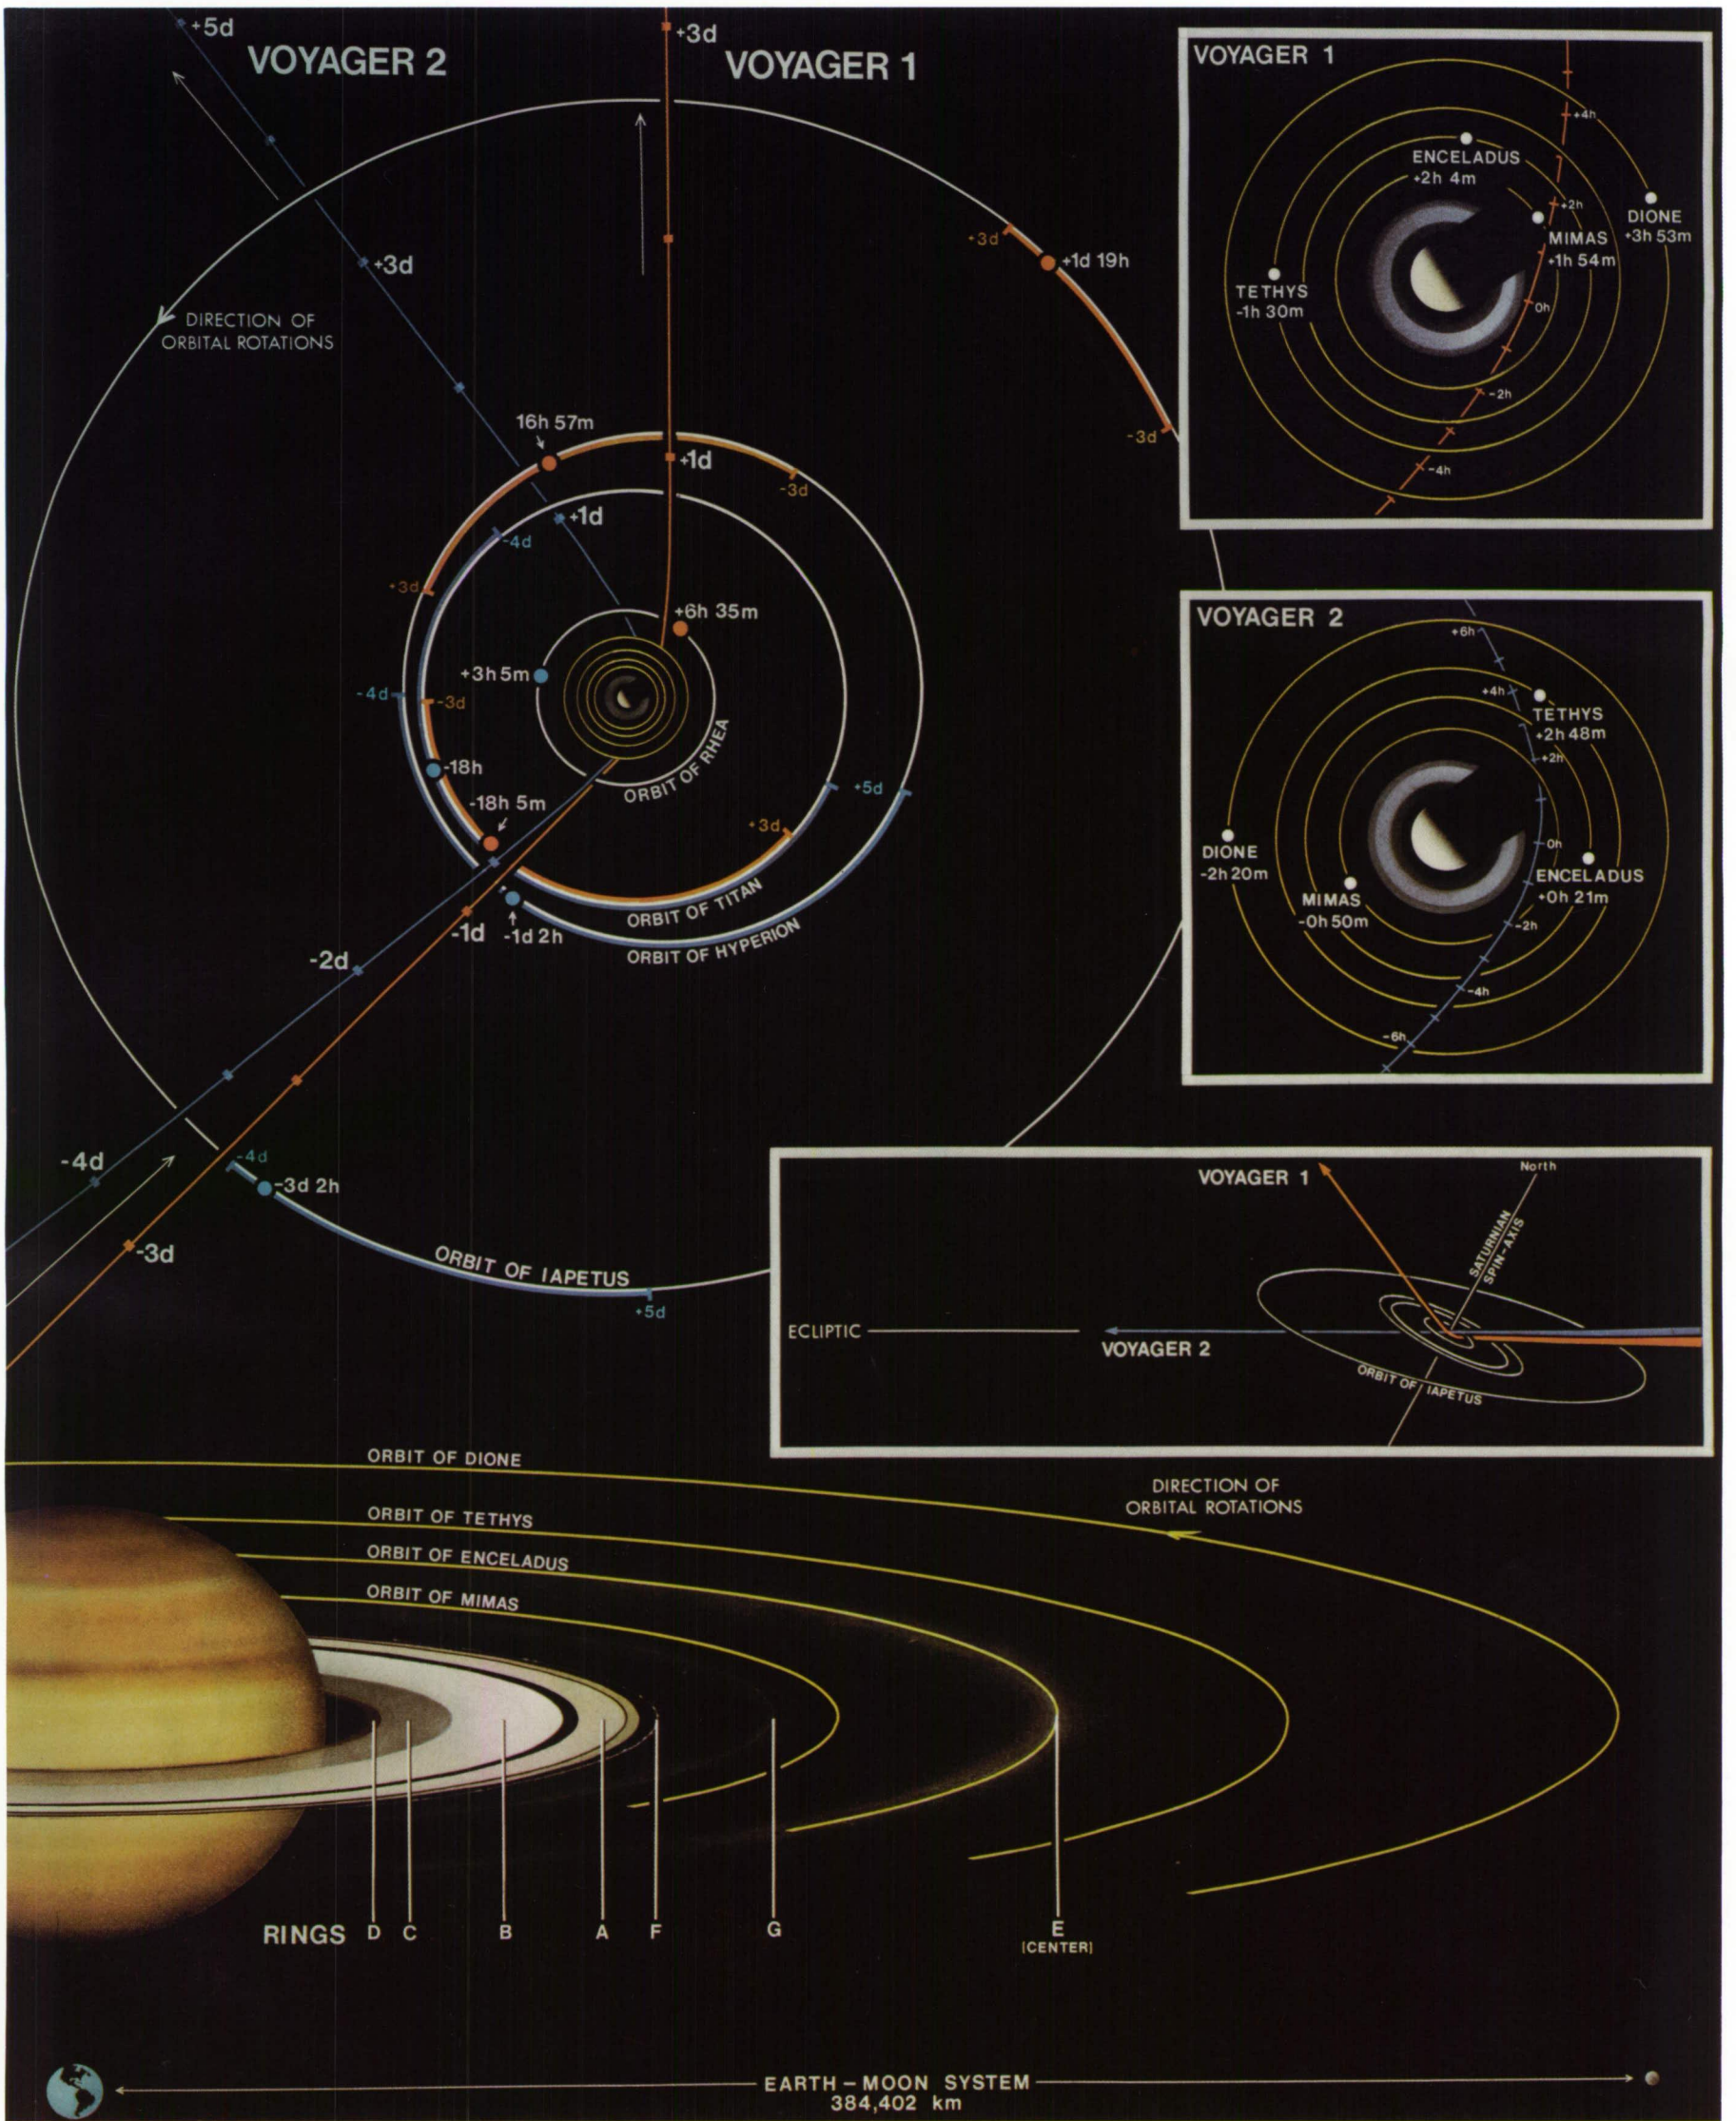 +5d
VOYAGER 2
+3d
VOYAGER 1
+3d
DIRECTION OF
ORBITAL ROTATIONS
+3d
+1d 19h
-3d
16h 57m
+1d
-3d
+1d
-4d
+3d
+6h 35m
+3h 5m
-4d
-3d
-18h
-18h 5m
ORBIT OF RHEA
+5d
+3d
ORBIT OF TITAN
ORBIT OF HYPERION
-1d
-1d 2h
-2d
-4d
-4d
-3d 2h
-3d
ORBIT OF IAPETUS
+5d
VOYAGER 1
+4h
ENCELADUS
+2h 4m
+2h
DIONE
+3h 53m
MIMAS
+1h 54m
TETHYS
-1h 30m
0h
-2h
-4h
VOYAGER 2
+6h
+4h
TETHYS
+2h 48m
+2h
0h
DIONE
-2h 20m
ENCELADUS
+0h 21m
MIMAS
-0h 50m
-2h
-4h
-6h
VOYAGER 1
North
SATURNIAN
SPIN-AXIS
ECLIPTIC
VOYAGER 2
ORBIT OF IAPETUS
ORBIT OF DIONE
DIRECTION OF
ORBITAL ROTATIONS
ORBIT OF TETHYS
ORBIT OF ENCELADUS
ORBIT OF MIMAS
RINGS D C B A F G E
[CENTER]
EARTH – MOON SYSTEM
384,402 km